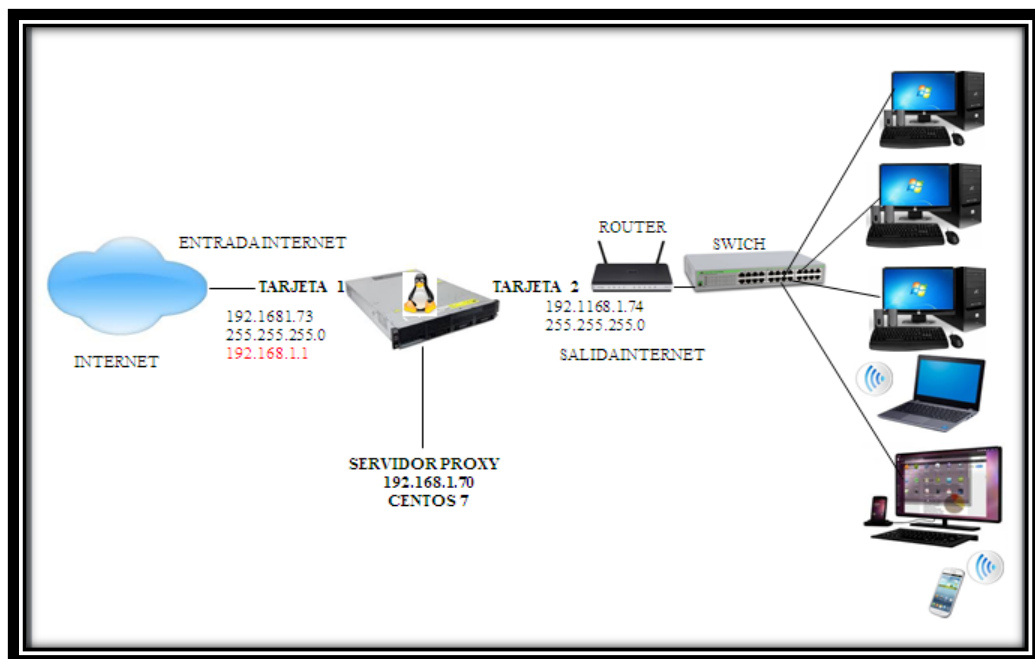 ENTRADA INTERNET
TARJETA 1
192.1681.73
255.255.255.0
192.168.1.1
INTERNET
SERVIDOR PROXY
192.168.1.70
CENTOS 7
TARJETA 2
192.1168.1.74
255.255.255.0
SALIDA INTERNET
ROUTER
SWICH